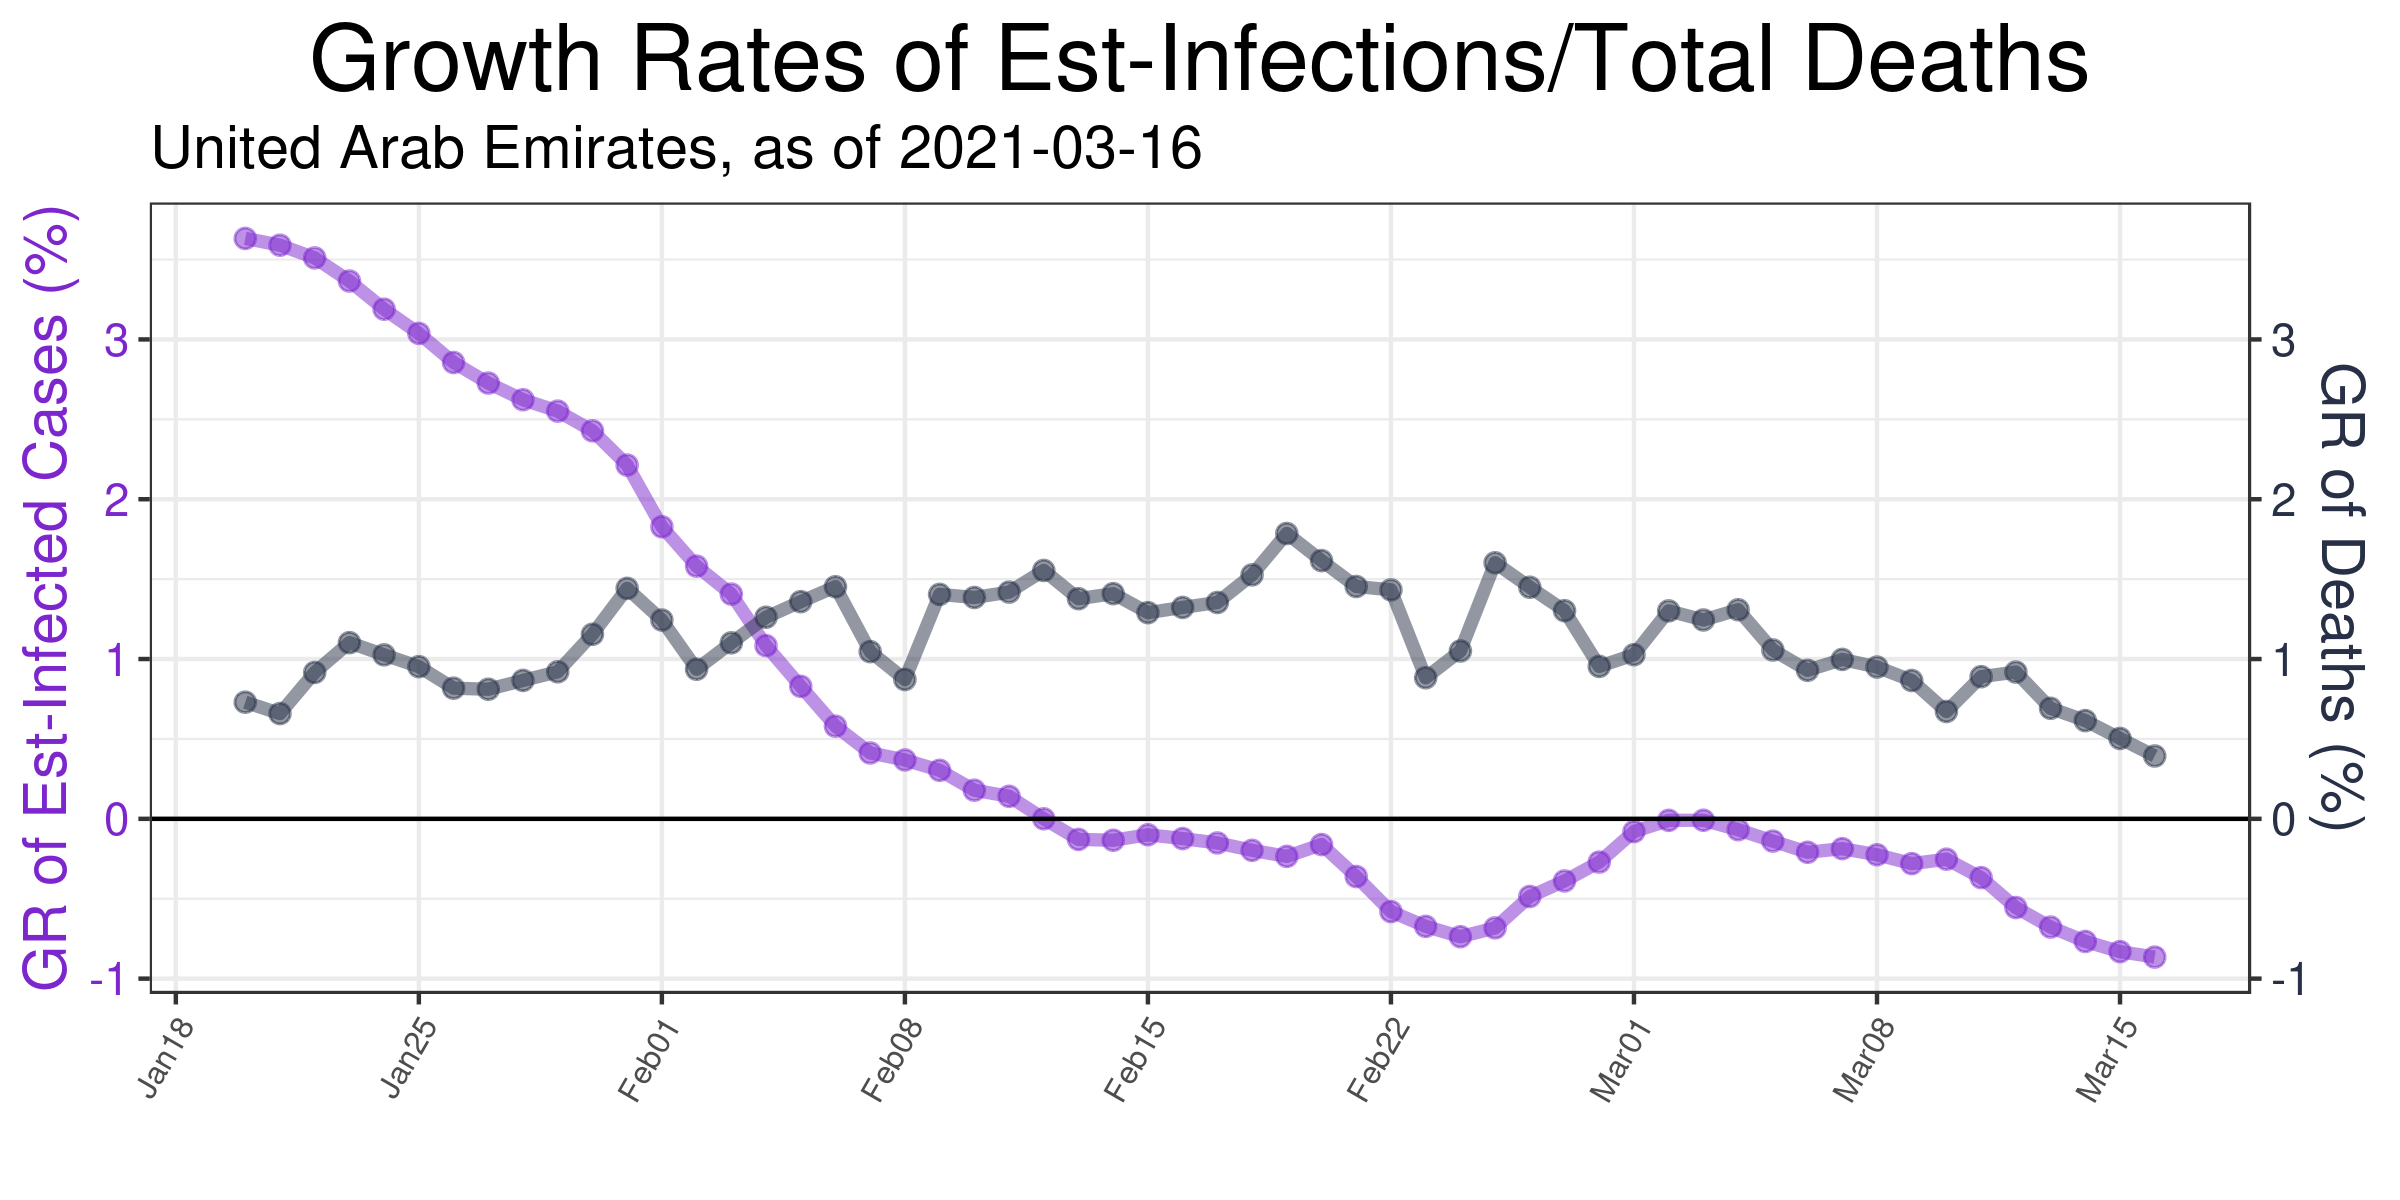 Growth Rates of Est-Infections/Total Deaths
United Arab Emirates, as of 2021-03-16
GR of Est-Infected Cases (%)
3
2
1
0
-1
3
2
1
0
-1
GR of Deaths (%)
Jan18
Jan25
Feb01
Feb08
Feb15
Feb22
Mar01
Mar08
Mar15